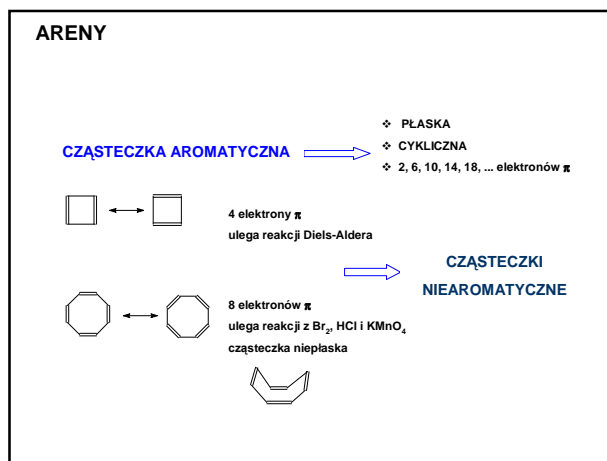 ARENY
❖ PŁASKA
CZĄSTECZKA AROMATYCZNA
❖ CYKLICZNA
❖ 2, 6, 10, 14, 18, ... elektronów π
4 elektrony π
ulega reakcji Diels-Aldera
CZĄSTECZKI
NIEAROMATYCZNE
8 elektronów π
ulega reakcji z Br₂, HCl i KMnO₄
cząsteczka niepłaska